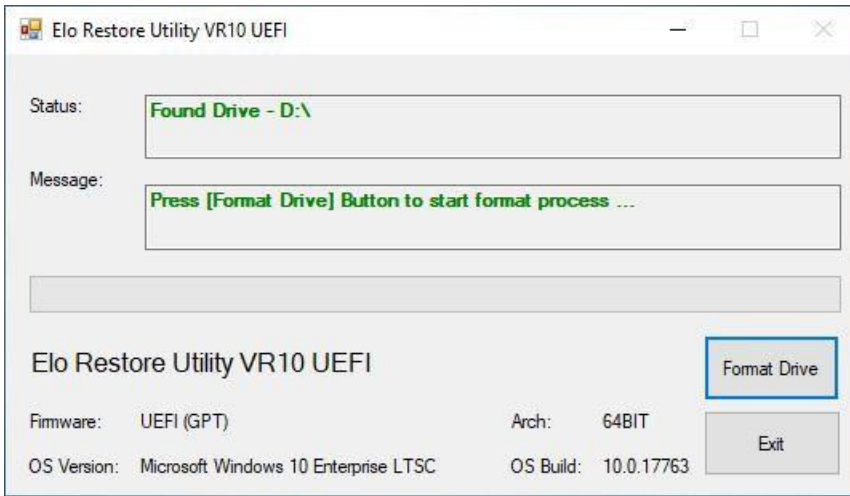 Elo Restore Utility VR10 UEFI
Status:
Found Drive - D:\
Message:
Press [Format Drive] Button to start format process ...
Elo Restore Utility VR10 UEFI
Format Drive
Firmware: UEFI (GPT) Arch: 64BIT
Exit
OS Version: Microsoft Windows 10 Enterprise LTSC OS Build: 10.0.17763